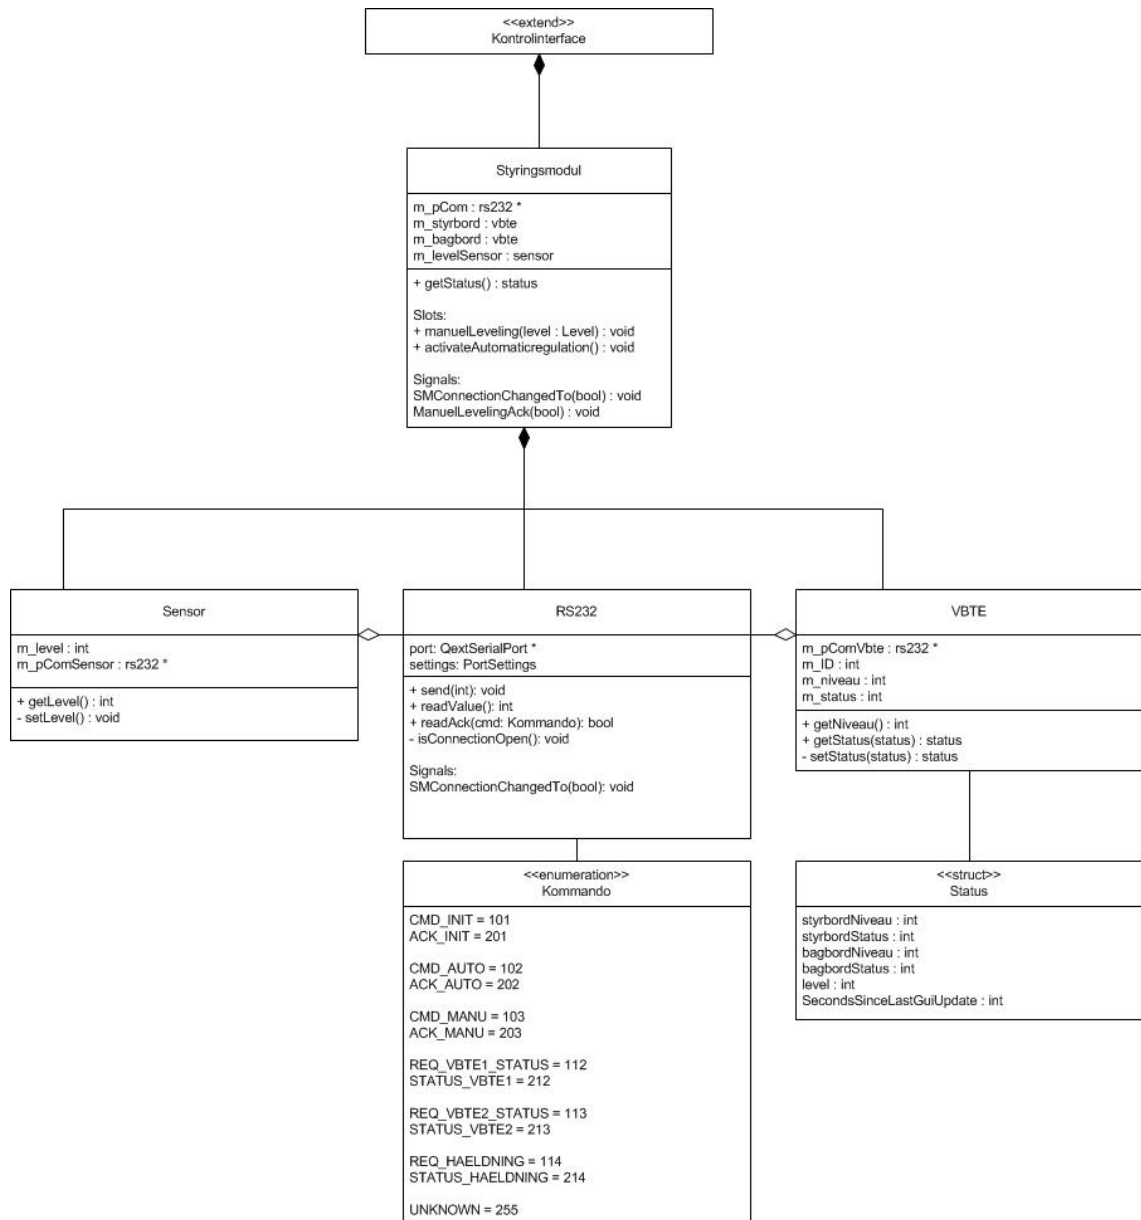 <<extend>>
Kontrolinterface
Styringsmodul
m_pCom : rs232 *
m_styrbord : vbte
m_bagbord : vbte
m_levelSensor : sensor
+ getStatus() : status
Slots:
+ manuelLeveling(level : Level) : void
+ activateAutomaticregulation() : void
Signals:
SMConnectionChangedTo(bool) : void
ManuelLevelingAck(bool) : void
Sensor
m_level : int
m_pComSensor : rs232 *
+ getLevel() : int
- setLevel() : void
RS232
port: QextSerialPort *
settings: PortSettings
+ send(int): void
+ readValue(): int
+ readAck(cmd: Kommando): bool
- isConnectionOpen(): void
Signals:
SMConnectionChangedTo(bool): void
VBTE
m_pComVbte : rs232 *
m_ID : int
m_niveau : int
m_status : int
+ getNiveau() : int
+ getStatus(status) : status
- setStatus(status) : status
<<enumeration>>
Kommando
CMD_INIT = 101
ACK_INIT = 201
CMD_AUTO = 102
ACK_AUTO = 202
CMD_MANU = 103
ACK_MANU = 203
REQ_VBTE1_STATUS = 112
STATUS_VBTE1 = 212
REQ_VBTE2_STATUS = 113
STATUS_VBTE2 = 213
REQ_HAELDNING = 114
STATUS_HAELDNING = 214
UNKNOWN = 255
<<struct>>
Status
styrbordNiveau : int
styrbordStatus : int
bagbordNiveau : int
bagbordStatus : int
level : int
SecondsSinceLastGuiUpdate : int